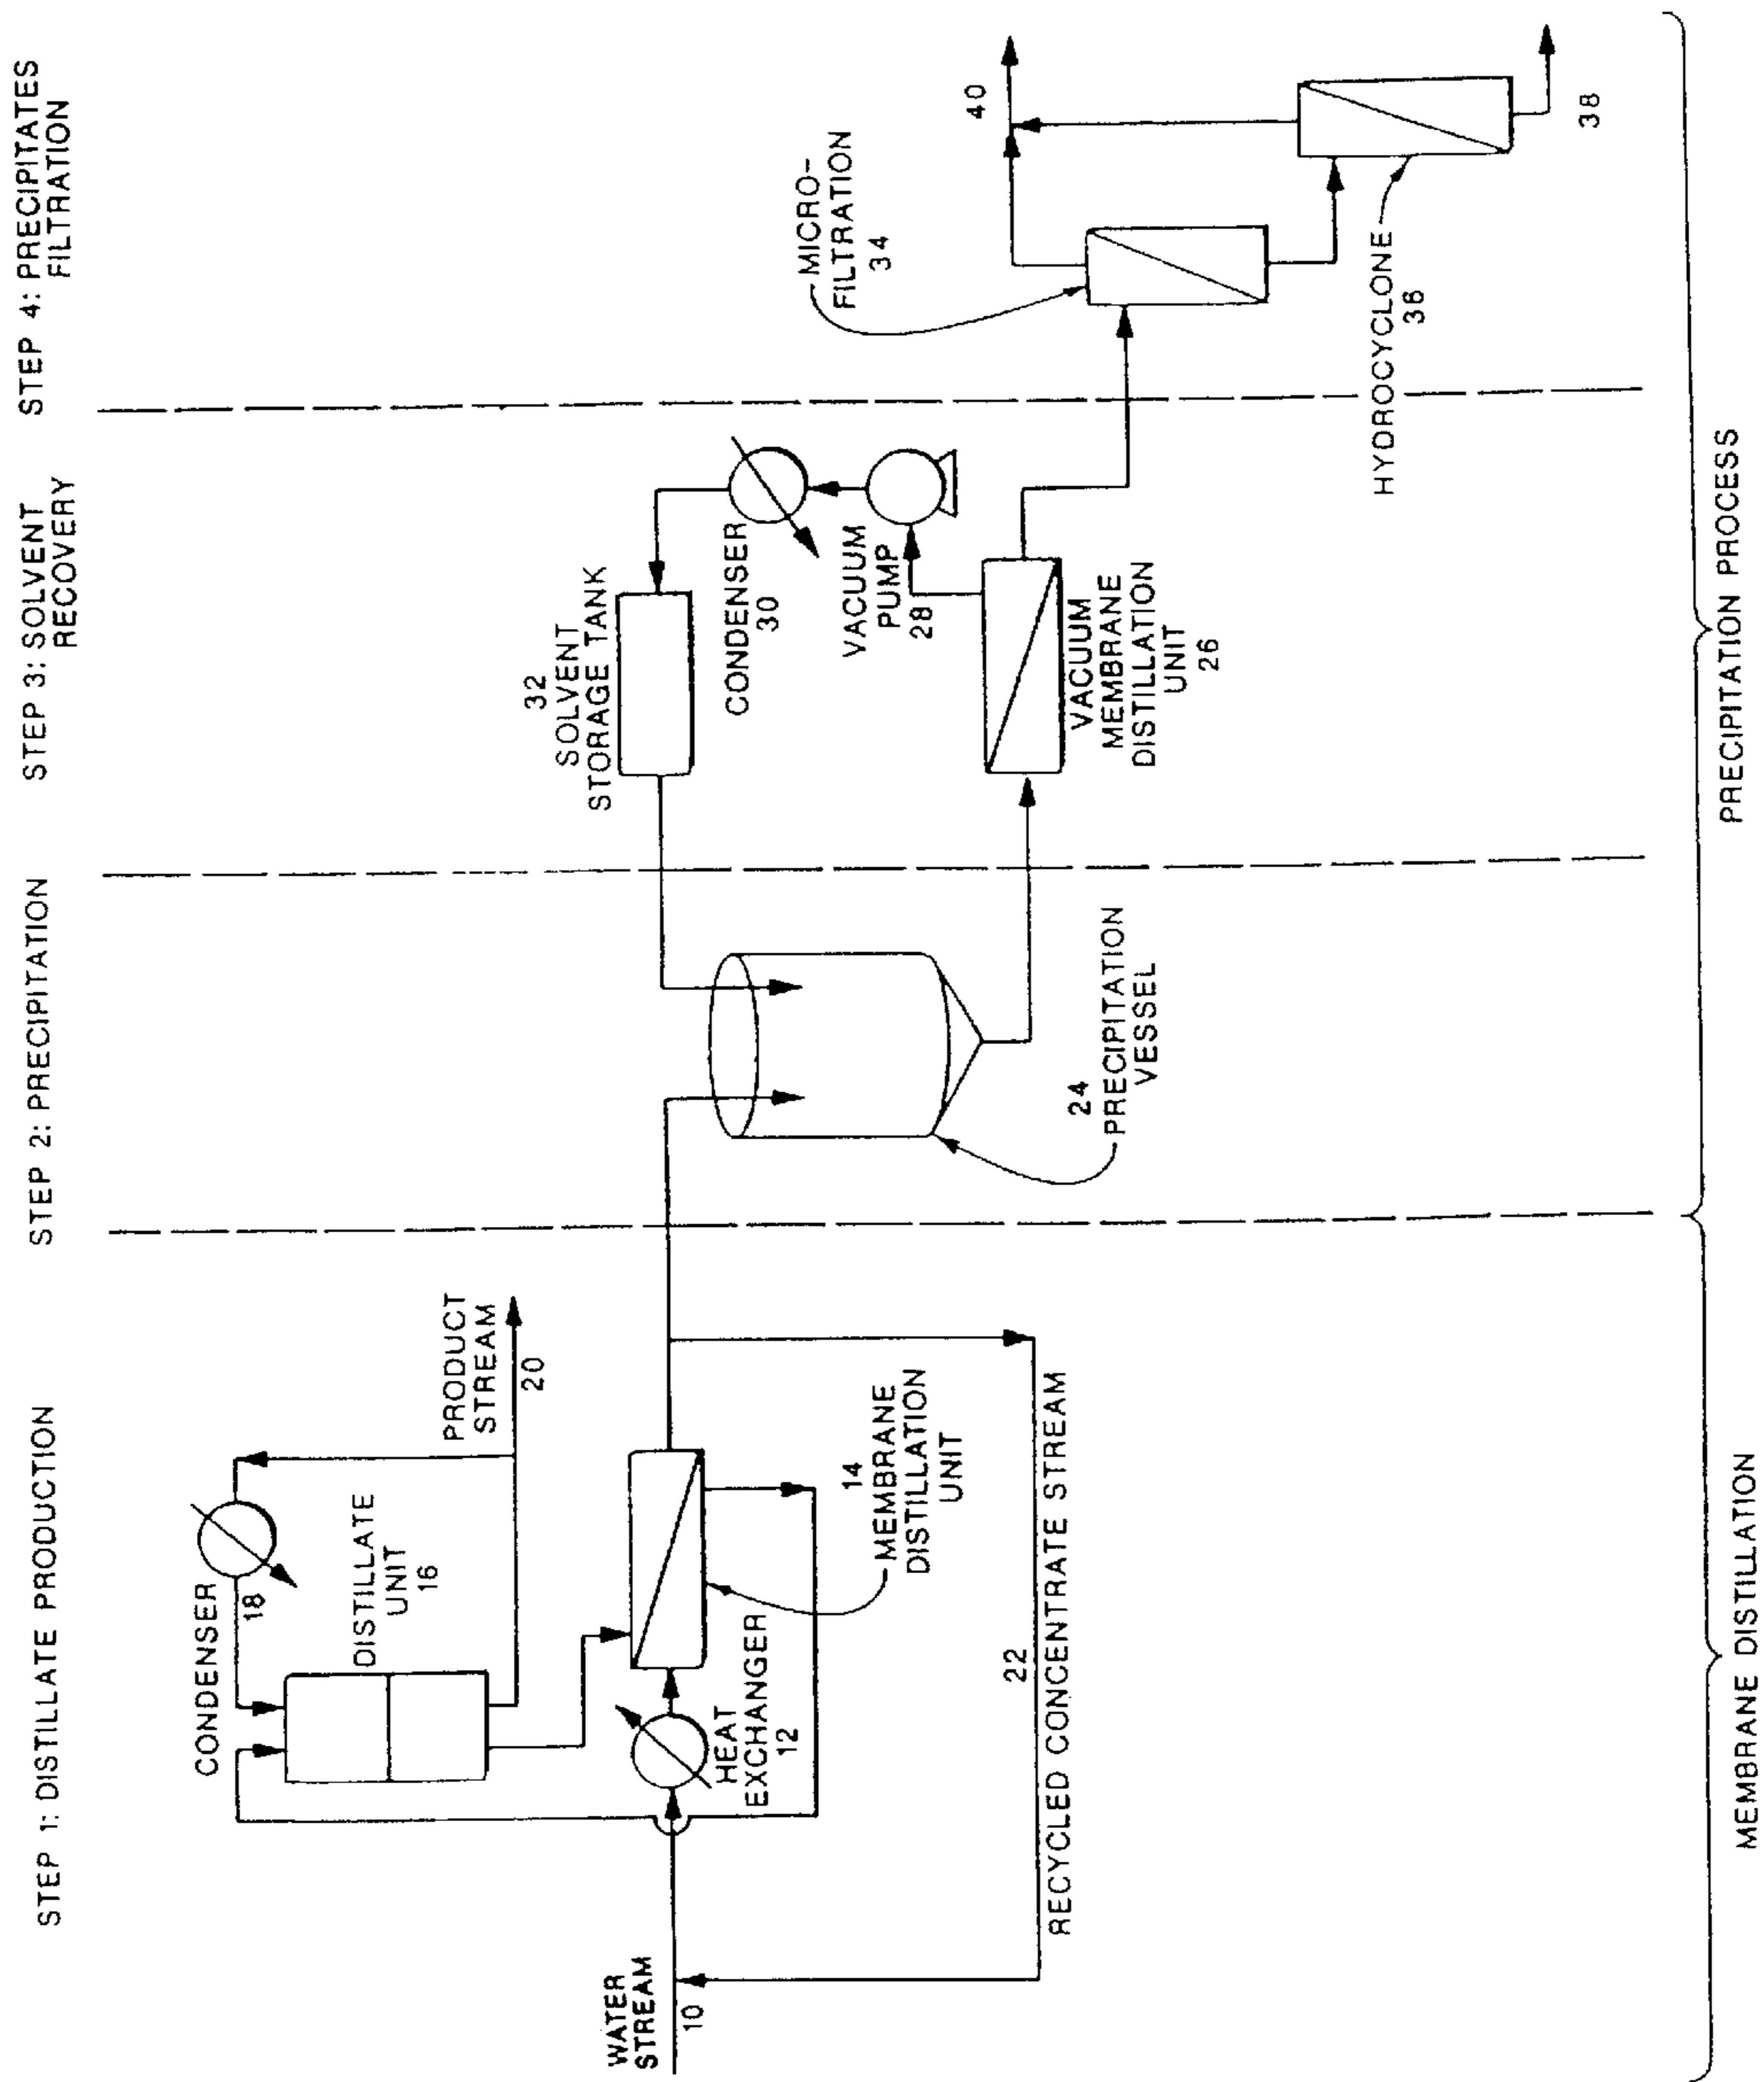 STEP 1: DISTILLATE PRODUCTION
STEP 2: PRECIPITATION
STEP 3: SOLVENT
RECOVERY
STEP 4: PRECIPITATES
FILTRATION
CONDENSER
18
DISTILLATE
UNIT
16
PRODUCT
STREAM
20
WATER
STREAM
10
HEAT
EXCHANGER
12
14
MEMBRANE
DISTILLATION
UNIT
22
RECYCLED CONCENTRATE STREAM
24
PRECIPITATION
VESSEL
32
SOLVENT
STORAGE TANK
CONDENSER
30
VACUUM
PUMP
28
VACUUM
MEMBRANE
DISTILLATION
UNIT
26
MICRO-
FILTRATION
34
40
HYDROCYCLONE
36
38
MEMBRANE DISTILLATION
PRECIPITATION PROCESS